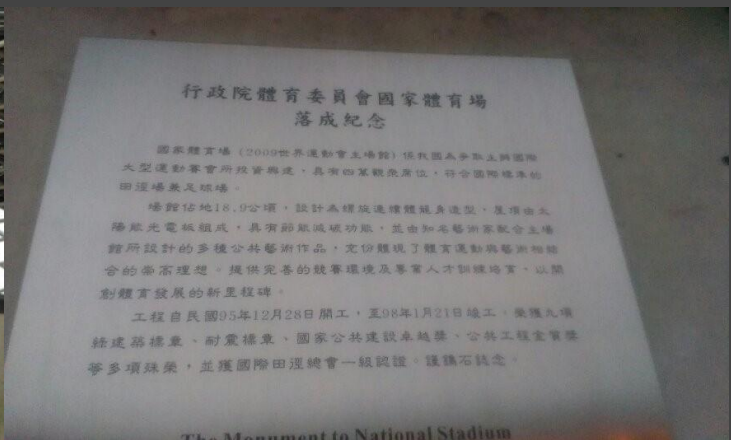 行政院體育委員會國家體育場
落成紀念
國家體育場（2009世界運動會主場館）係我國為爭取主辦國際
大型運動賽會所投資興建，具有四萬觀眾席位，符合國際標準的
田徑場兼足球場。
場館佔地18.9公頃，設計為螺旋連續體龍身造型，屋頂由太
陽能光電板組成，具有節能減碳功能，並由知名藝術家配合主場
館所設計的多種公共藝術作品，充份體現了體育運動與藝術相結
合的崇高理想。提供完善的競賽環境及專業人才訓練培育，以開
創體育發展的新里程碑。
工程自民國95年12月28日開工，至98年1月21日竣工，榮獲九項
綠建築標章、耐震標章、國家公共建設卓越獎、公共工程金質獎
等多項殊榮，並獲國際田徑總會一級認證。謹鐫石誌念。
The Monument to National Stadium